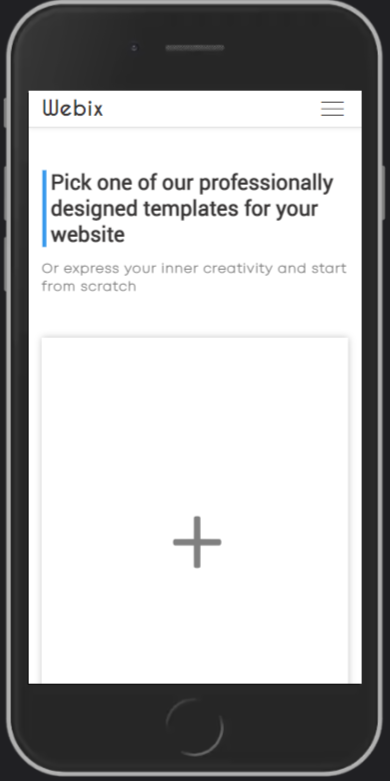 Webix
Pick one of our professionally
designed templates for your
website
Or express your inner creativity and start
from scratch